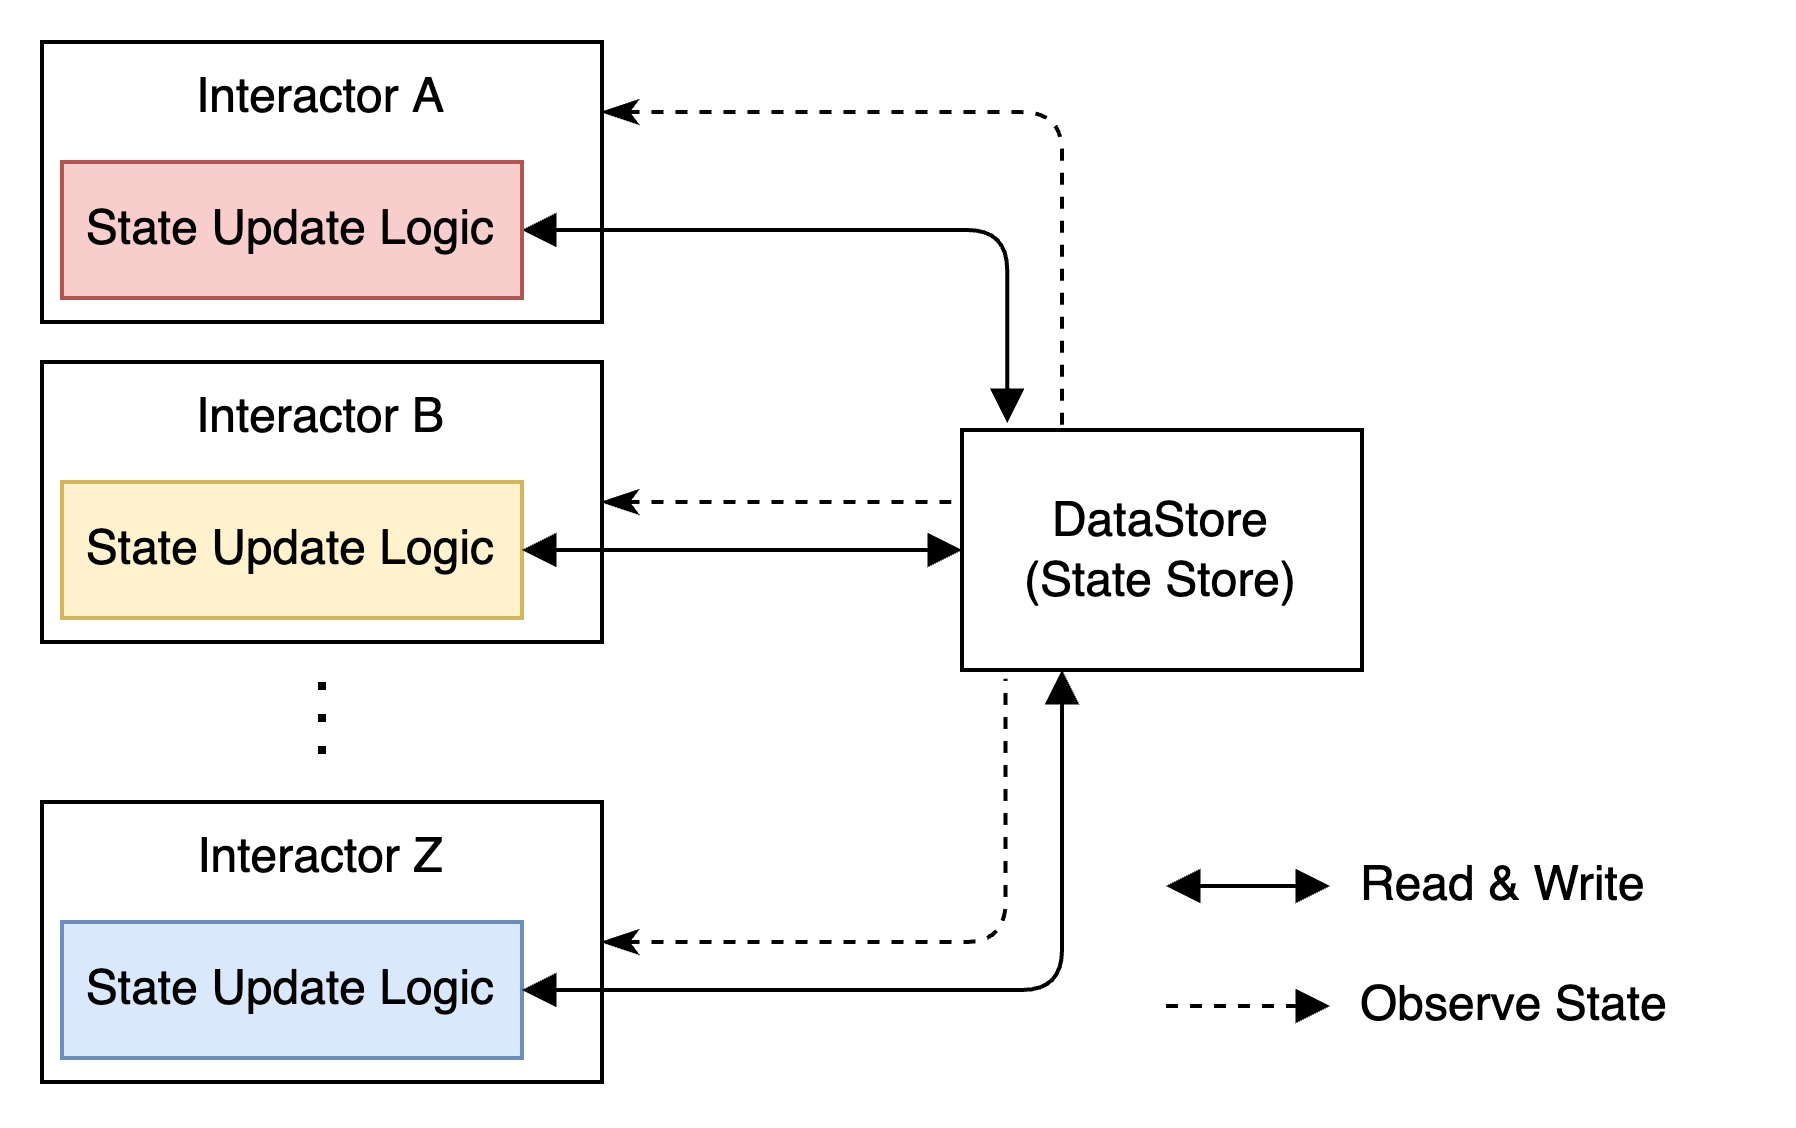 Interactor A
State Update Logic
Interactor B
State Update Logic
DataStore
(State Store)
Interactor Z
State Update Logic
Read & Write
Observe State